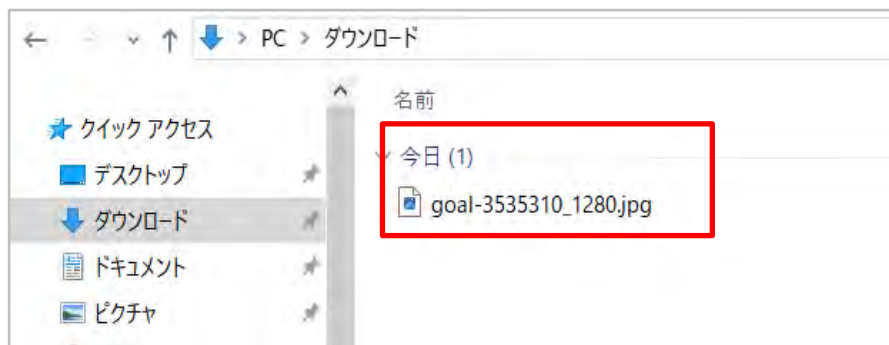 PC > ダウンロード
名前
クイック アクセス
今日 (1)
デスクトップ
goal-3535310_1280.jpg
ダウンロード
ドキュメント
ピクチャ